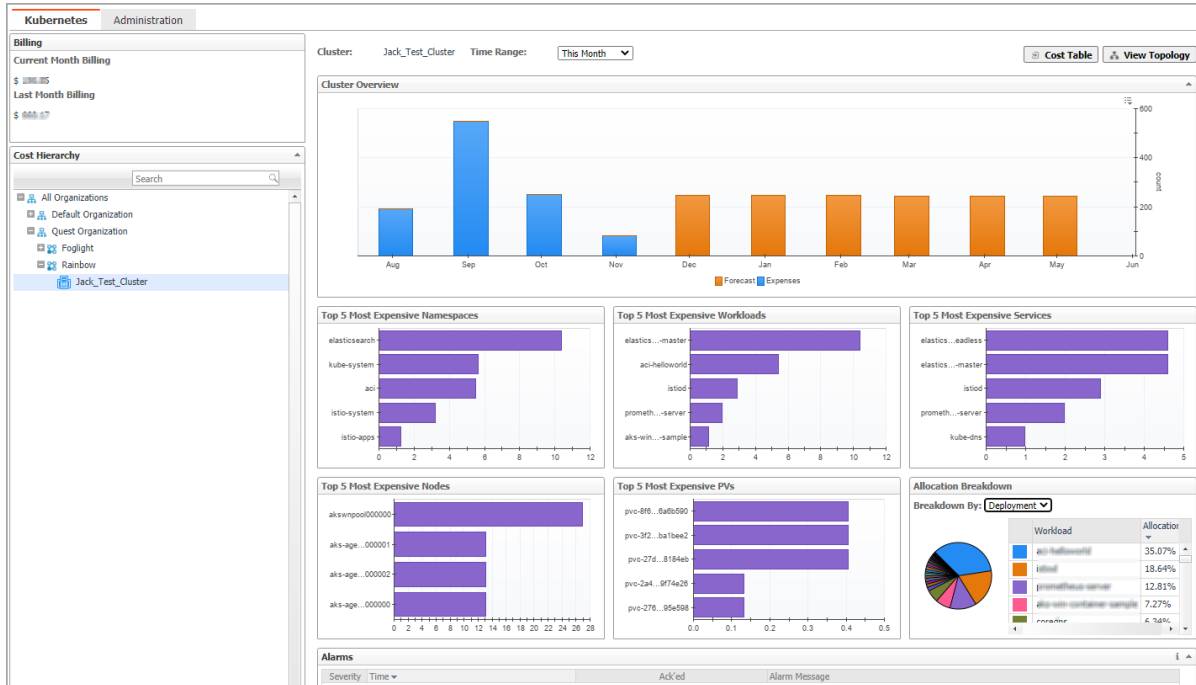 Kubernetes Administration
Billing
Current Month Billing
$
Last Month Billing
$
Cost Hierarchy
Search
All Organizations
Default Organization
Quest Organization
Foglight
Rainbow
Jack_Test_Cluster
Cluster: Jack_Test_Cluster Time Range: This Month Cost Table View Topology
Cluster Overview
600
400
200
0
count
Aug Sep Oct Nov Dec Jan Feb Mar Apr May Jun
Forecast Expenses
Top 5 Most Expensive Namespaces
elasticsearch
kube-system
aci
istio-system
istio-apps
0 2 4 6 8 10 12
Top 5 Most Expensive Workloads
elastics...-master
aci-helloworld
istiod
prometh...-server
aks-win...-sample
0 2 4 6 8 10 12
Top 5 Most Expensive Services
elastics...eadless
elastics...-master
istiod
prometh...-server
kube-dns
0 1 2 3 4 5
Top 5 Most Expensive Nodes
akswnpool000000
aks-age...000001
aks-age...000002
aks-age...000000
0 2 4 6 8 10 12 14 16 18 20 22 24 26 28
Top 5 Most Expensive PVs
pvc-8f6...6a6b590
pvc-3f2...ba1bee2
pvc-27d...8184eb
pvc-2a4...9f74e26
pvc-276...95e598
0.0 0.1 0.2 0.3 0.4 0.5
Allocation Breakdown
Breakdown By: Deployment
Workload Allocation
35.07%
18.64%
12.81%
7.27%
coredns 6.34%
Alarms
Severity Time Ack'ed Alarm Message